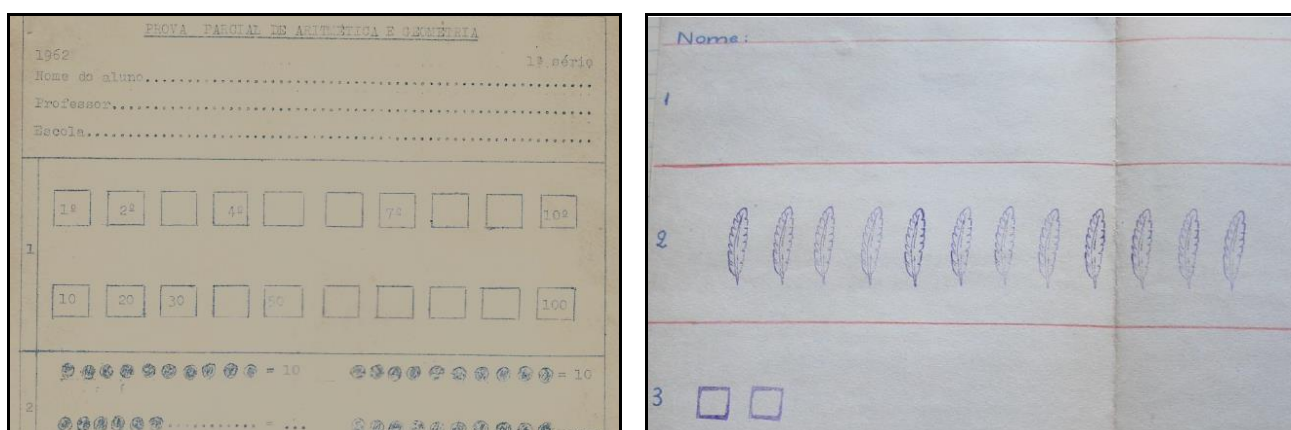 PROVA PARCIAL DE ARITMÉTICA E GEOMETRIA
1962
1ª série
Nome do aluno..............................
Professor..............................
Escola..............................
1
1º 2º 4º 7º 10º
10 20 30 50 100
2
= 10 = 10
............ = ...
Nome:
1
2
3